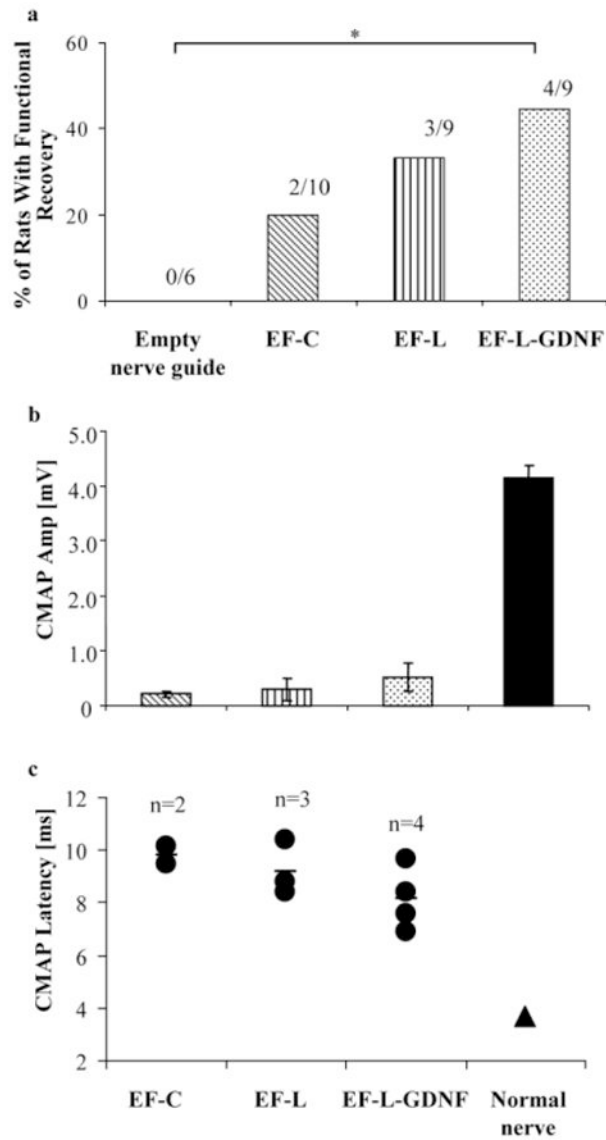 a
% of Rats With Functional
Recovery
60
40
20
0
*
0/6
2/10
3/9
4/9
Empty
nerve guide
EF-C
EF-L
EF-L-GDNF
b
CMAP Amp [mV]
5.0
4.0
3.0
2.0
1.0
0
c
CMAP Latency [ms]
12
10
8
6
4
2
n=2
n=3
n=4
EF-C
EF-L
EF-L-GDNF
Normal
nerve